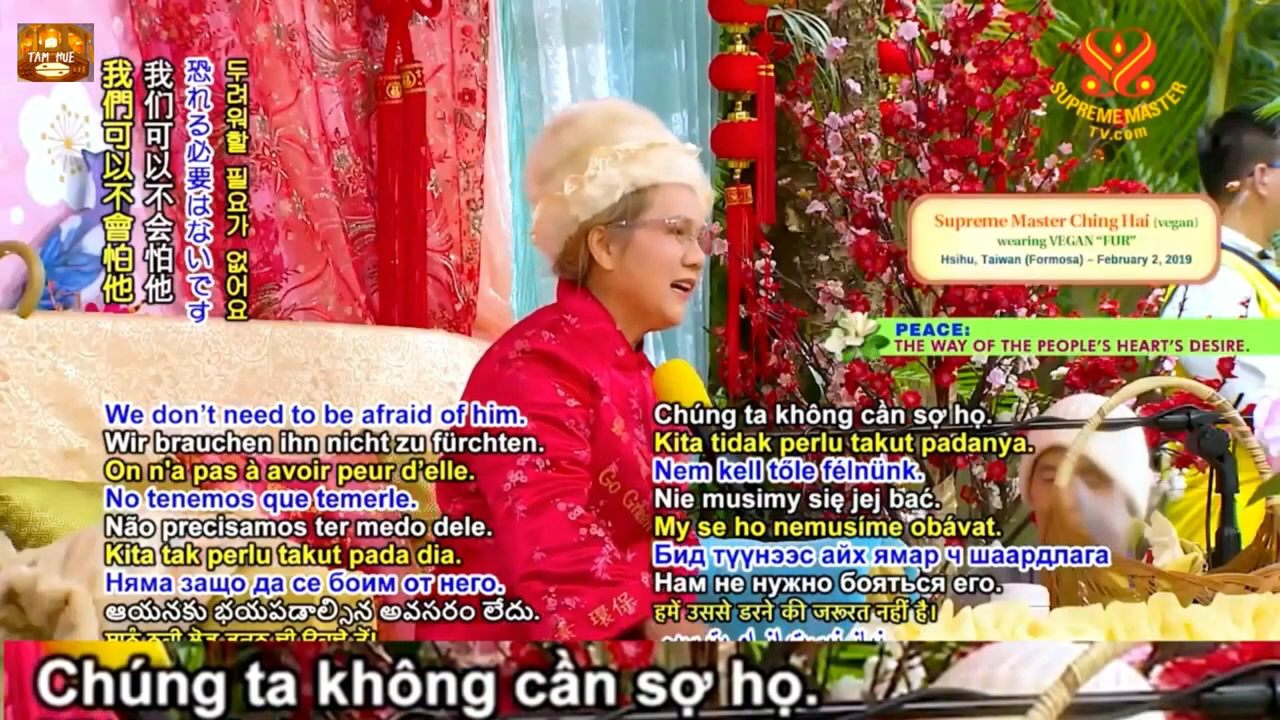 TAM HUE
我們可以不會怕他
我们可以不会怕他
恐れる必要はないです
두려워할 필요가 없어요
SUPREME MASTER
TV.com
Supreme Master Ching Hai (vegan)
wearing VEGAN “FUR”
Hsihu, Taiwan (Formosa) – February 2, 2019
PEACE:
THE WAY OF THE PEOPLE'S HEART'S DESIRE.
We don’t need to be afraid of him.
Wir brauchen ihn nicht zu fürchten.
On n'a pas à avoir peur d’elle.
No tenemos que temerle.
Não precisamos ter medo dele.
Kita tak perlu takut pada dia.
Няма защо да се боим от него.
ఆయనకు భయపడాల్సిన అవసరం లేదు.
Chúng ta không cần sợ họ.
Kita tidak perlu takut padanya.
Nem kell tőle félnünk.
Nie musimy się jej bać.
My se ho nemusíme obávat.
Бид түүнээс айх ямар ч шаардлага
Нам не нужно бояться его.
हमें उससे डरने की जरूरत नहीं है।
Go Green
環保
Chúng ta không cần sợ họ.